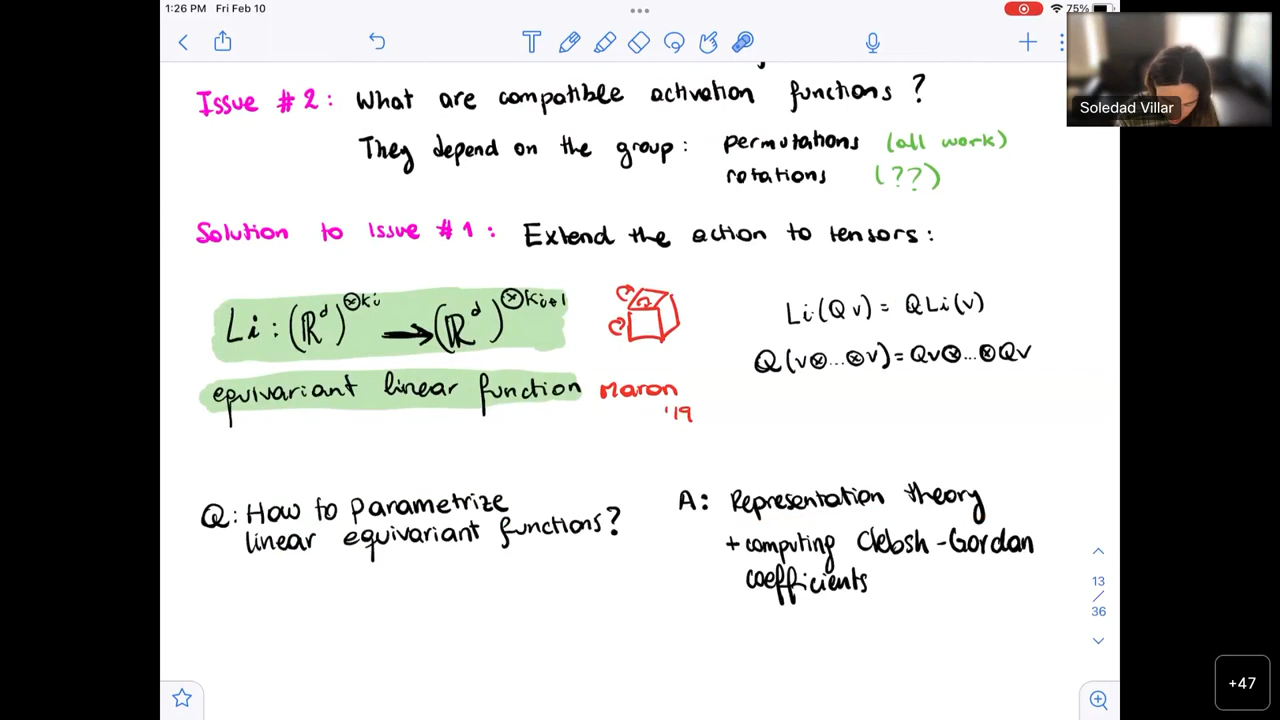 1:26 PM Fri Feb 10
75%
Soledad Villar
Issue #2: What are compatible activation functions?
They depend on the group: permutations (all work)
rotations (??)
Solution to Issue #1: Extend the action to tensors:
Li: (ℝᵈ)^⊗ki → (ℝᵈ)^⊗ki+1
Li(Qv) = QLi(v)
Q(v⊗...⊗v) = Qv⊗...⊗Qv
equivariant linear function
Maron
'19
Q: How to parametrize
linear equivariant functions?
A: Representation theory
+ computing Clebsh-Gordan
coefficients
13
/
36
+47